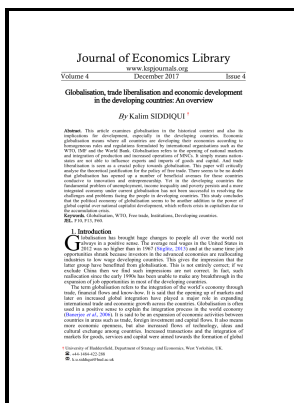 Journal of Economics Library
www.kspjournals.org
Volume 4 December 2017 Issue 4
Globalisation, trade liberalisation and economic development
in the developing countries: An overview
By Kalim SIDDIQUI †
Abstract. This article examines globalisation in the historical context and also its
implications for development, especially in the developing countries. Economic
globalisation means where all countries are developing their economies according to
homogenous rules and regulations formulated by international organisations such as the
WTO, IMF and the World Bank. Globalisation refers to the opening of national markets
and integration of production and increased operations of MNCs. It simply means nation-
states are not able to influence exports and imports of goods and capital. And trade
liberalisation is seen as a crucial policy towards globalisation. This paper will critically
analyse the theoretical justification for the policy of free trade. There seems to be no doubt
that globalisation has opened up a number of beneficial avenues for these countries
conducive to innovation and entrepreneurship. Yet in the developing countries the
fundamental problem of unemployment, income inequality and poverty persists and a more
integrated economy under current globalisation has not been successful in resolving the
challenges and problems facing the people in developing countries. This study concludes
that the political economy of globalisation seems to be another addition to the power of
global capital over national capitalist development, which reflects crisis in capitalism due to
the accumulation crisis.
Keywords. Globalisation, WTO, Free trade, Institutions, Developing countries.
JEL. F10, F13, F60.
1. Introduction
Globalisation has brought huge changes to people all over the world not
always in a positive sense. The average real wages in the United States in
2012 was no higher than in 1967 (Stiglitz, 2013) and at the same time job
opportunities shrank because investors in the advanced economies are reallocating
industries to low wage developing countries. This gives the impression that the
latter group have benefitted from globalisation. This is not entirely correct; if we
exclude China then we find such impressions are not correct. In fact, such
reallocation since the early 1990s has been unable to make any breakthrough in the
expansion of job opportunities in most of the developing countries.
The term globalisation refers to the integration of the world's economy through
trade, financial flows and know-how. It is said that the opening up of markets and
later on increased global integration have played a major role in expanding
international trade and economic growth across the countries. Globalisation is often
used in a positive sense to explain the integration process in the world economy
(Banerjee et al., 2006). It is said to be an expansion of economic activities between
countries in areas such as trade, foreign investment and capital flows. It also means
more economic openness, but also increased flows of technology, ideas and
cultural exchange among countries. Increased transactions and the integration of
markets for goods, services and capital were aimed towards the formation of global
† University of Huddersfield, Department of Strategy and Economics, West Yorkshire, UK.
+44-1484-422-288
k.u.siddiqui@hud.ac.uk